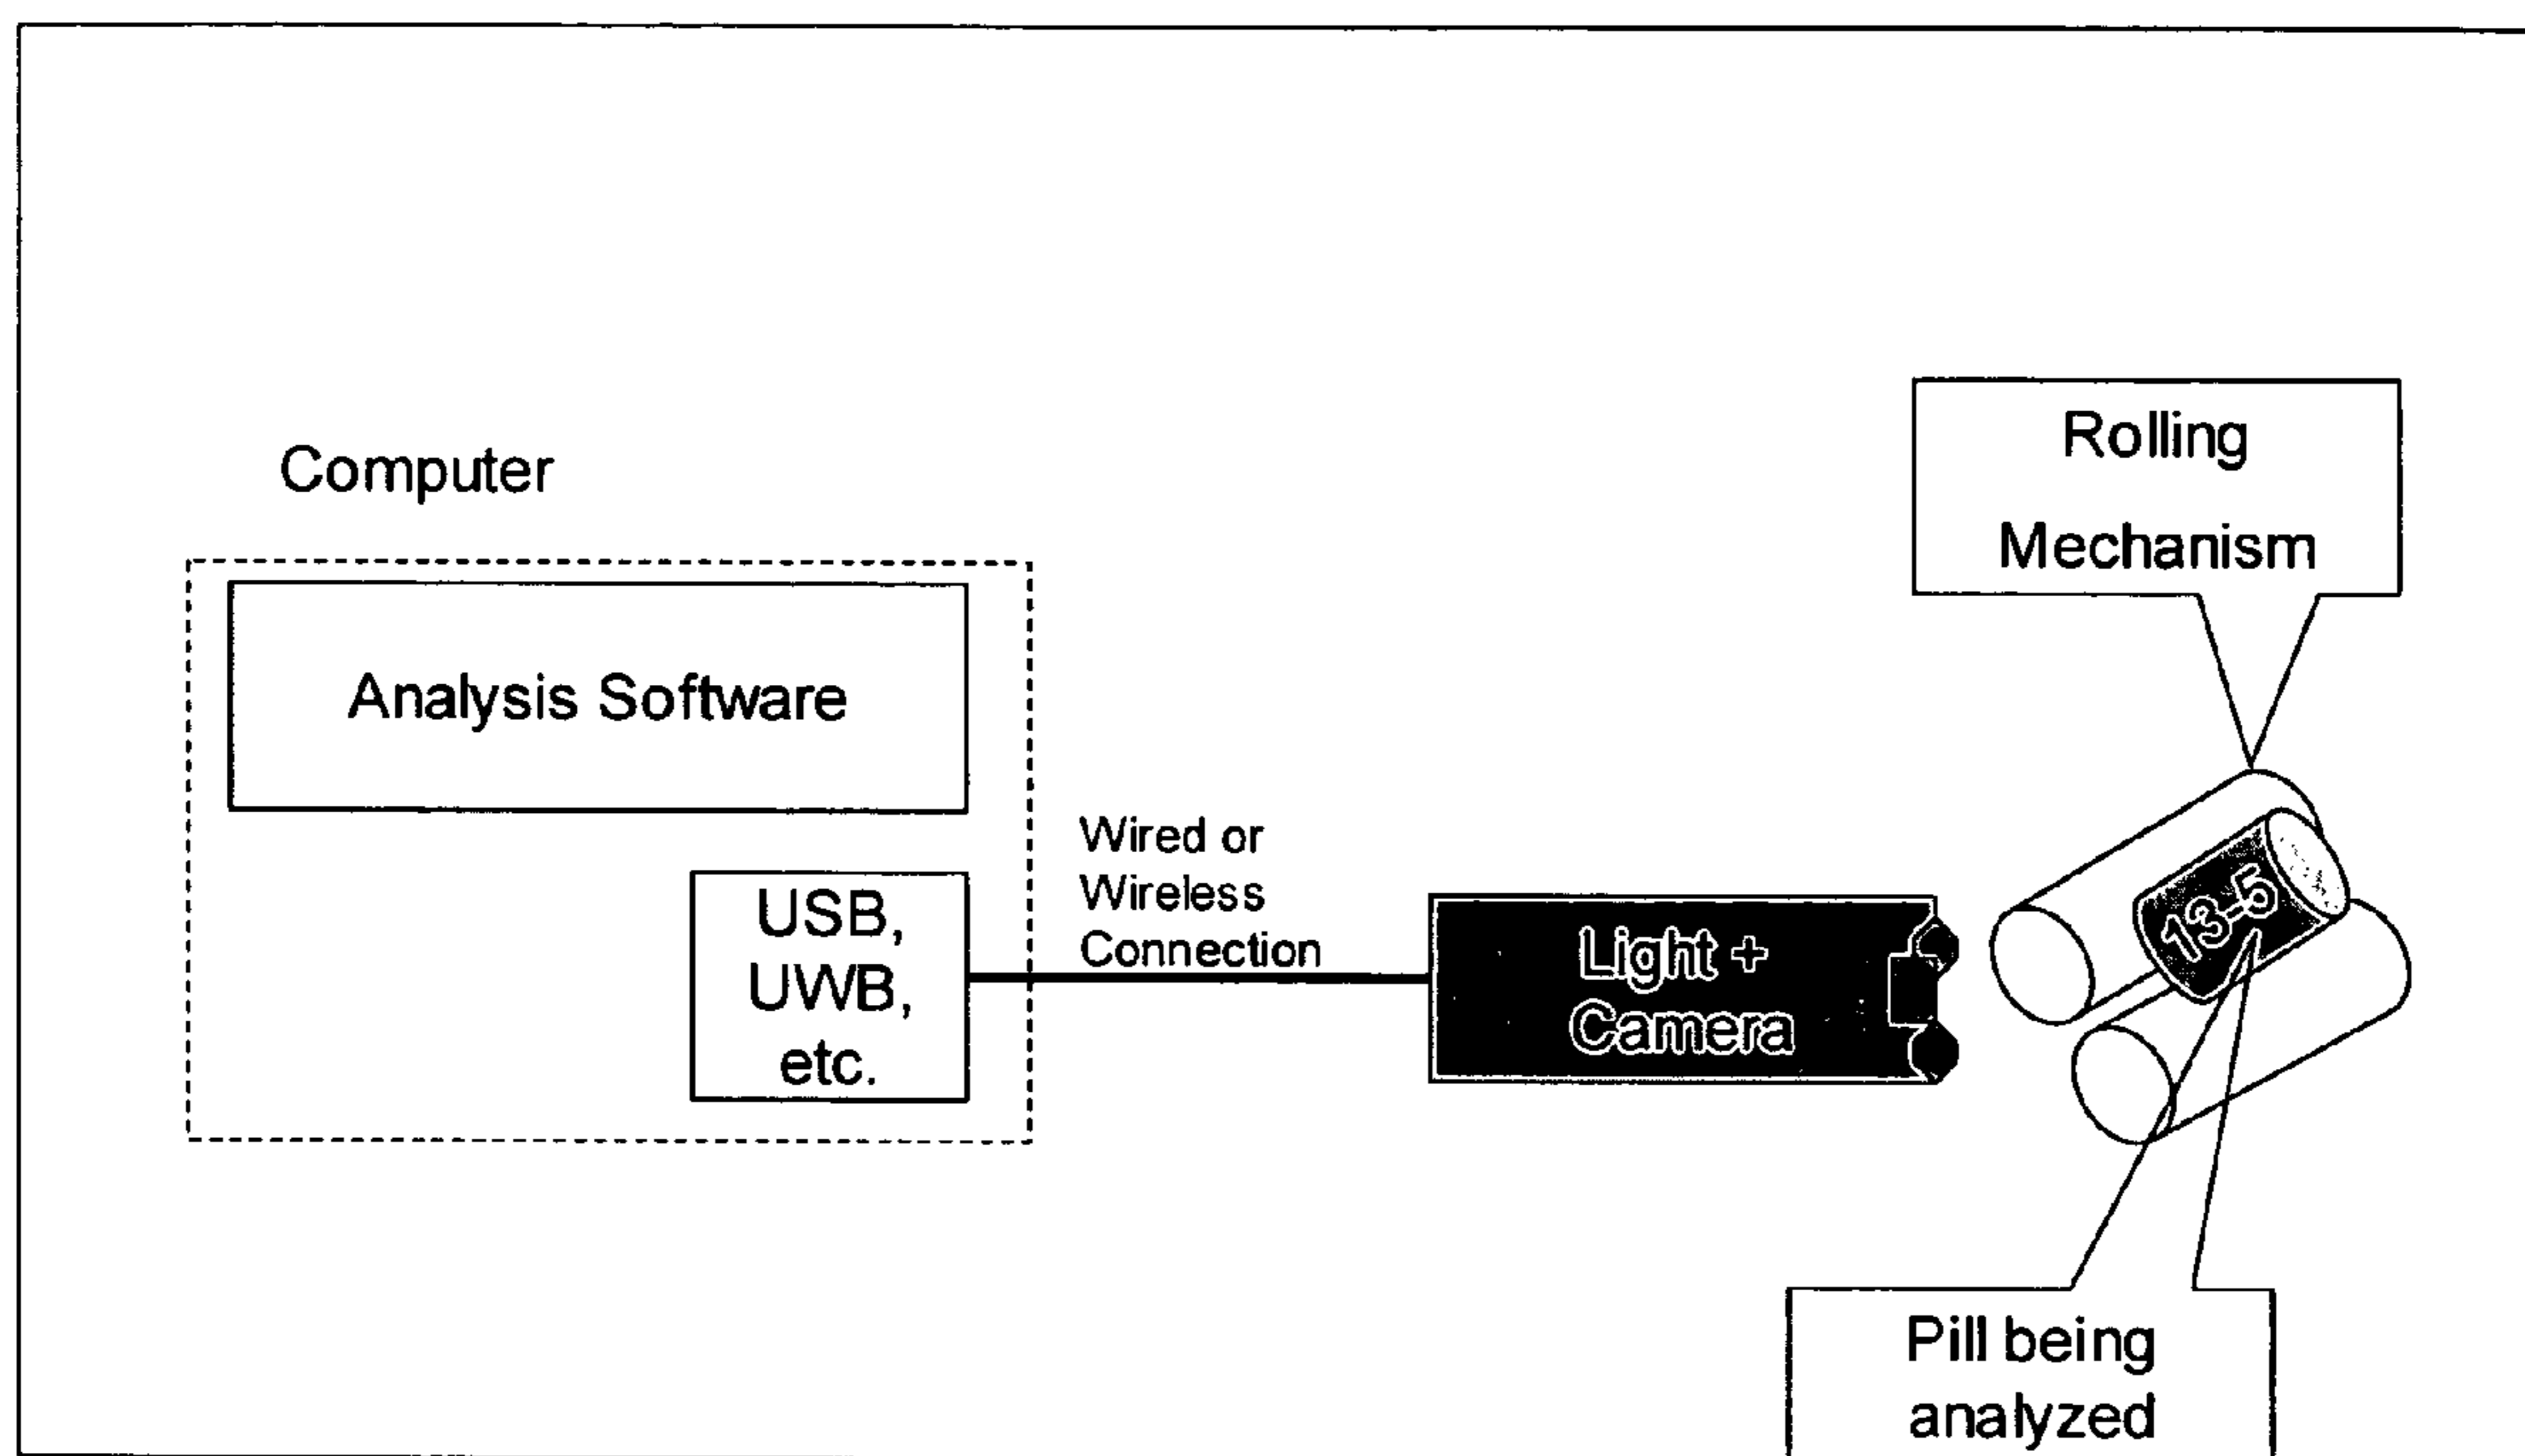 Computer
Analysis Software
USB,
UWB,
etc.
Wired or
Wireless
Connection
Light +
Camera
Rolling
Mechanism
13-5
Pill being
analyzed